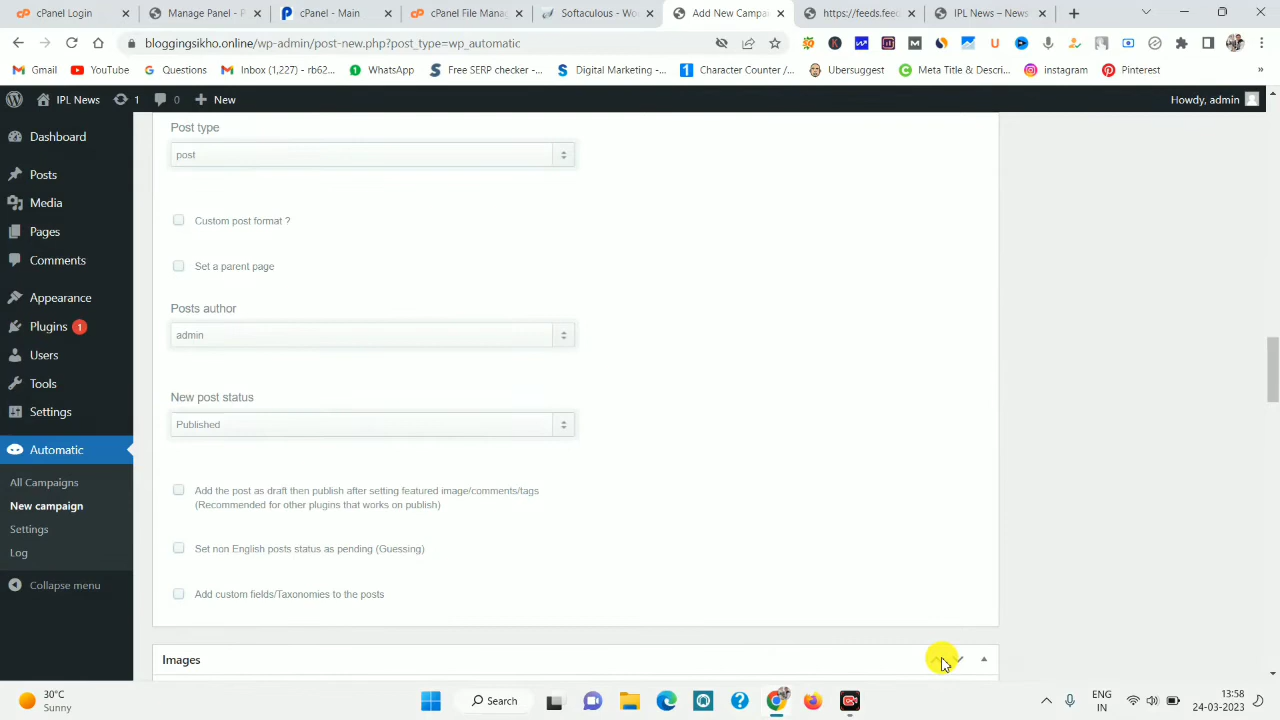 cPanel Login
Manage Panel - P
cPanel - Main
cPanel File Manage
Softaculous - Wo
Add New Campai
https://feeds.feed
IPL News – News
bloggingsikho.online/wp-admin/post-new.php?post_type=wp_automatic
Gmail
YouTube
Question
Inbox (1,227) - rb62
WhatsApp
Free SERP checker -...
Digital Marketing -...
Character Counter /...
Ubersuggest
Meta Title & Descri...
instagram
Pinterest
»
IPL News
1
0
New
Howdy, admin
Dashboard
Posts
Media
Pages
Comments
Appearance
Plugins 1
Users
Tools
Settings
Automatic
All Campaigns
New campaign
Settings
Log
Collapse menu
Post type
post
Custom post format ?
Set a parent page
Posts author
admin
New post status
Published
Add the post as draft then publish after setting featured image/comments/tags
(Recommended for other plugins that works on publish)
Set non English posts status as pending (Guessing)
Add custom fields/Taxonomies to the posts
Images
30°C
Sunny
Search
ENG
IN
13:58
24-03-2023